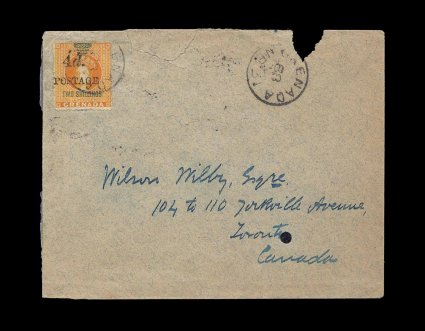 4d.
POSTAGE
TWO SHILLINGS
GRENADA
GRENADA
Wilson Wilby, Esqre.
104 to 110 Yorkville Avenue,
Toronto
Canada